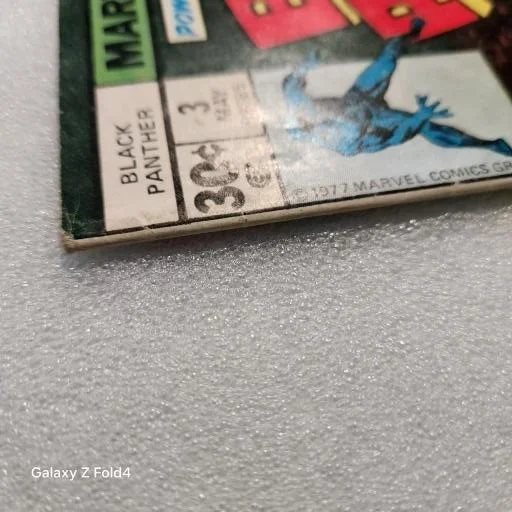 MAR
BLACK
PANTHER
3
MAY
30¢
©1977 MARVEL COMICS GR
Galaxy Z Fold4